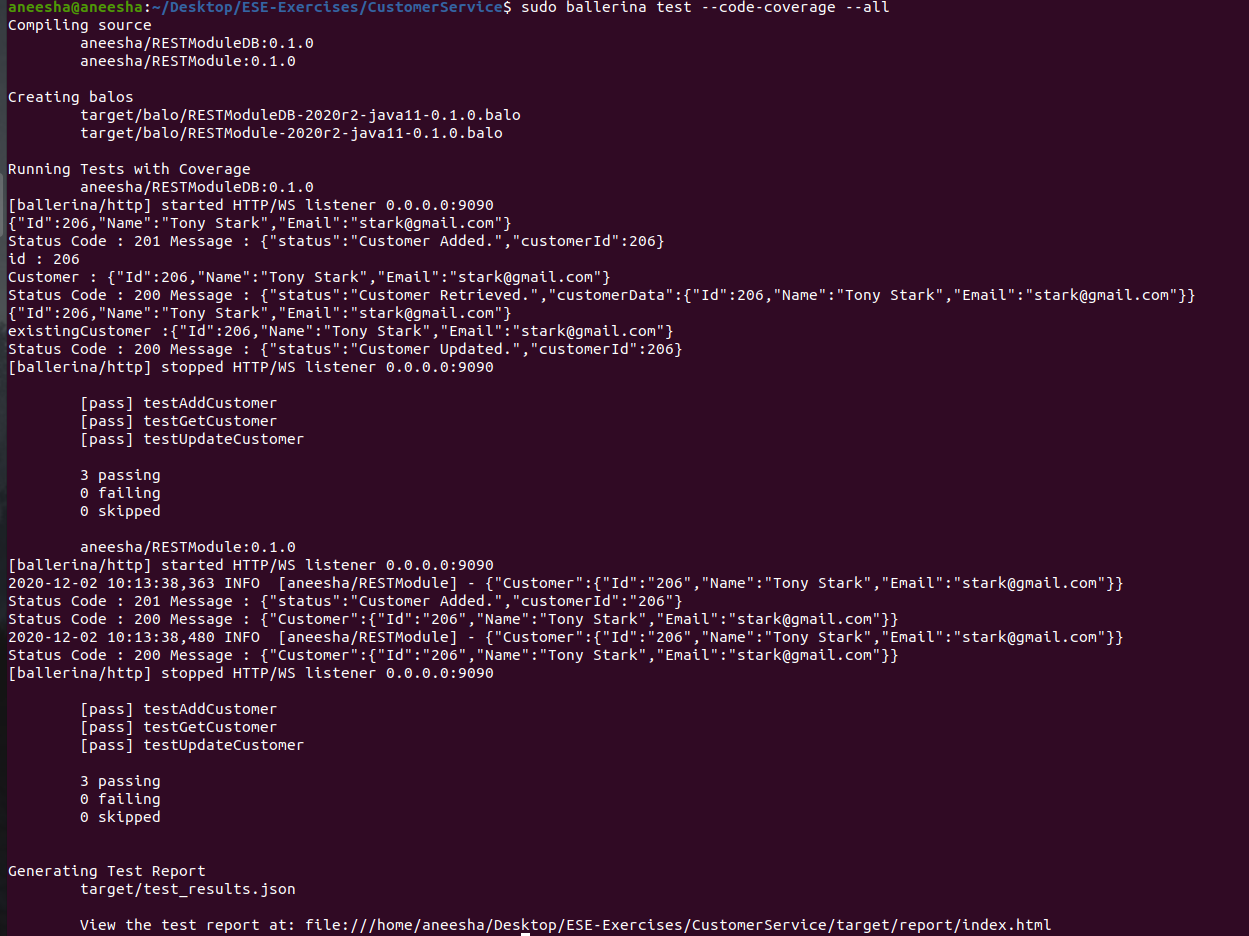 aneesha@aneesha:~/Desktop/ESE-Exercises/CustomerService$ sudo ballerina test --code-coverage --all
Compiling source
aneesha/RESTModuleDB:0.1.0
aneesha/RESTModule:0.1.0
Creating balos
target/balo/RESTModuleDB-2020r2-java11-0.1.0.balo
target/balo/RESTModule-2020r2-java11-0.1.0.balo
Running Tests with Coverage
aneesha/RESTModuleDB:0.1.0
[ballerina/http] started HTTP/WS listener 0.0.0.0:9090
{"Id":206,"Name":"Tony Stark","Email":"stark@gmail.com"}
Status Code : 201 Message : {"status":"Customer Added.","customerId":206}
id : 206
Customer : {"Id":206,"Name":"Tony Stark","Email":"stark@gmail.com"}
Status Code : 200 Message : {"status":"Customer Retrieved.","customerData":{"Id":206,"Name":"Tony Stark","Email":"stark@gmail.com"}}
{"Id":206,"Name":"Tony Stark","Email":"stark@gmail.com"}
existingCustomer :{"Id":206,"Name":"Tony Stark","Email":"stark@gmail.com"}
Status Code : 200 Message : {"status":"Customer Updated.","customerId":206}
[ballerina/http] stopped HTTP/WS listener 0.0.0.0:9090
[pass] testAddCustomer
[pass] testGetCustomer
[pass] testUpdateCustomer
3 passing
0 failing
0 skipped
aneesha/RESTModule:0.1.0
[ballerina/http] started HTTP/WS listener 0.0.0.0:9090
2020-12-02 10:13:38,363 INFO  [aneesha/RESTModule] - {"Customer":{"Id":"206","Name":"Tony Stark","Email":"stark@gmail.com"}}
Status Code : 201 Message : {"status":"Customer Added.","customerId":"206"}
Status Code : 200 Message : {"Customer":{"Id":"206","Name":"Tony Stark","Email":"stark@gmail.com"}}
2020-12-02 10:13:38,480 INFO  [aneesha/RESTModule] - {"Customer":{"Id":"206","Name":"Tony Stark","Email":"stark@gmail.com"}}
Status Code : 200 Message : {"Customer":{"Id":"206","Name":"Tony Stark","Email":"stark@gmail.com"}}
[ballerina/http] stopped HTTP/WS listener 0.0.0.0:9090
[pass] testAddCustomer
[pass] testGetCustomer
[pass] testUpdateCustomer
3 passing
0 failing
0 skipped
Generating Test Report
target/test_results.json
View the test report at: file:///home/aneesha/Desktop/ESE-Exercises/CustomerService/target/report/index.html